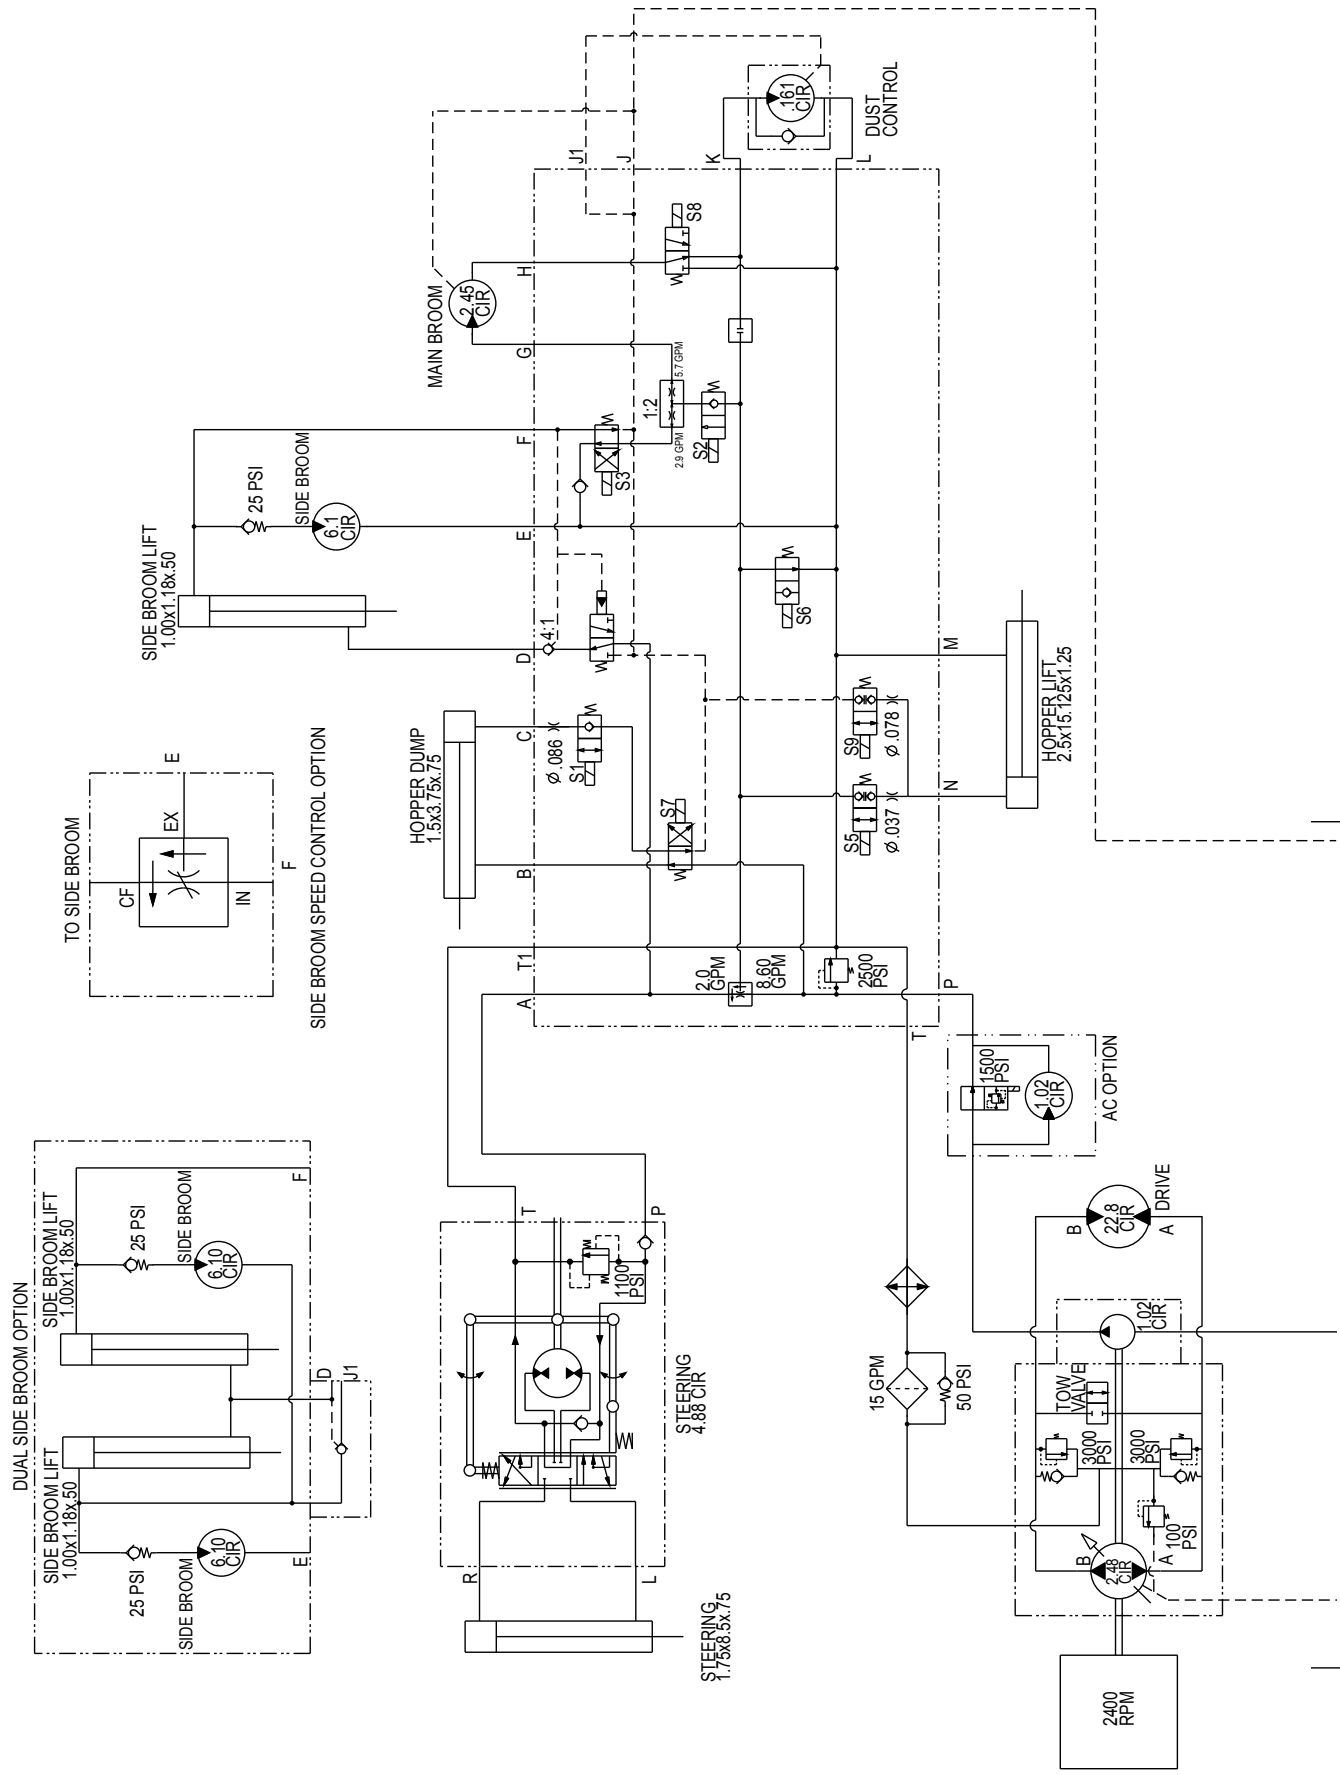 DUAL SIDE BROOM OPTION
SIDE BROOM LIFT
1.00x1.18x.50
25 PSI
SIDE BROOM
6.10
CIR
F
SIDE BROOM LIFT
1.00x1.18x.50
25 PSI
SIDE BROOM
6.10
CIR
E
D
J1
TO SIDE BROOM
CF
EX
IN
E
F
SIDE BROOM SPEED CONTROL OPTION
SIDE BROOM LIFT
1.00x1.18x.50
25 PSI
SIDE BROOM
6.1
CIR
MAIN BROOM
2.45
CIR
HOPPER DUMP
1.5x3.75x.75
DUST
CONTROL
.161
CIR
J1
J
K
L
H
G
F
E
D
C
B
T1
A
4:1
Ø.086
S1
S7
S3
1:2
2.9 GPM
5.7 GPM
S2
S8
S6
S9
Ø.078
S5
Ø.037
2.0
GPM
8.60
GPM
2500
PSI
M
N
P
T
HOPPER LIFT
2.5x15.125x1.25
1500
PSI
1.02
CIR
AC OPTION
STEERING
1.75x8.5x.75
R
L
T
P
1100
PSI
STEERING
4.88 CIR
15 GPM
50 PSI
2400
RPM
2.48
CIR
B
A
100
PSI
3000
PSI
3000
PSI
TOW
VALVE
1.02
CIR
22.8
CIR
B
A
DRIVE